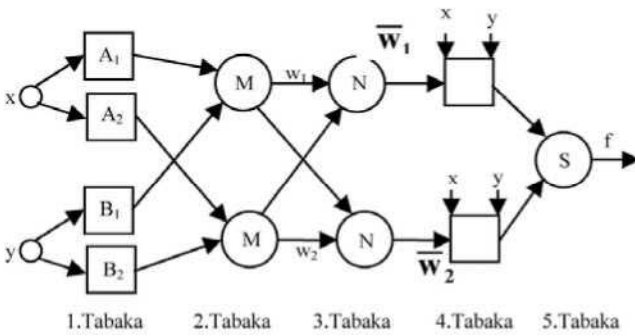 x y
A₁ w̅₁
M w₁ N
x A₂
S f
B₁ x y
y M w₂ N
B₂ w̅₂
1.Tabaka 2.Tabaka 3.Tabaka 4.Tabaka 5.Tabaka